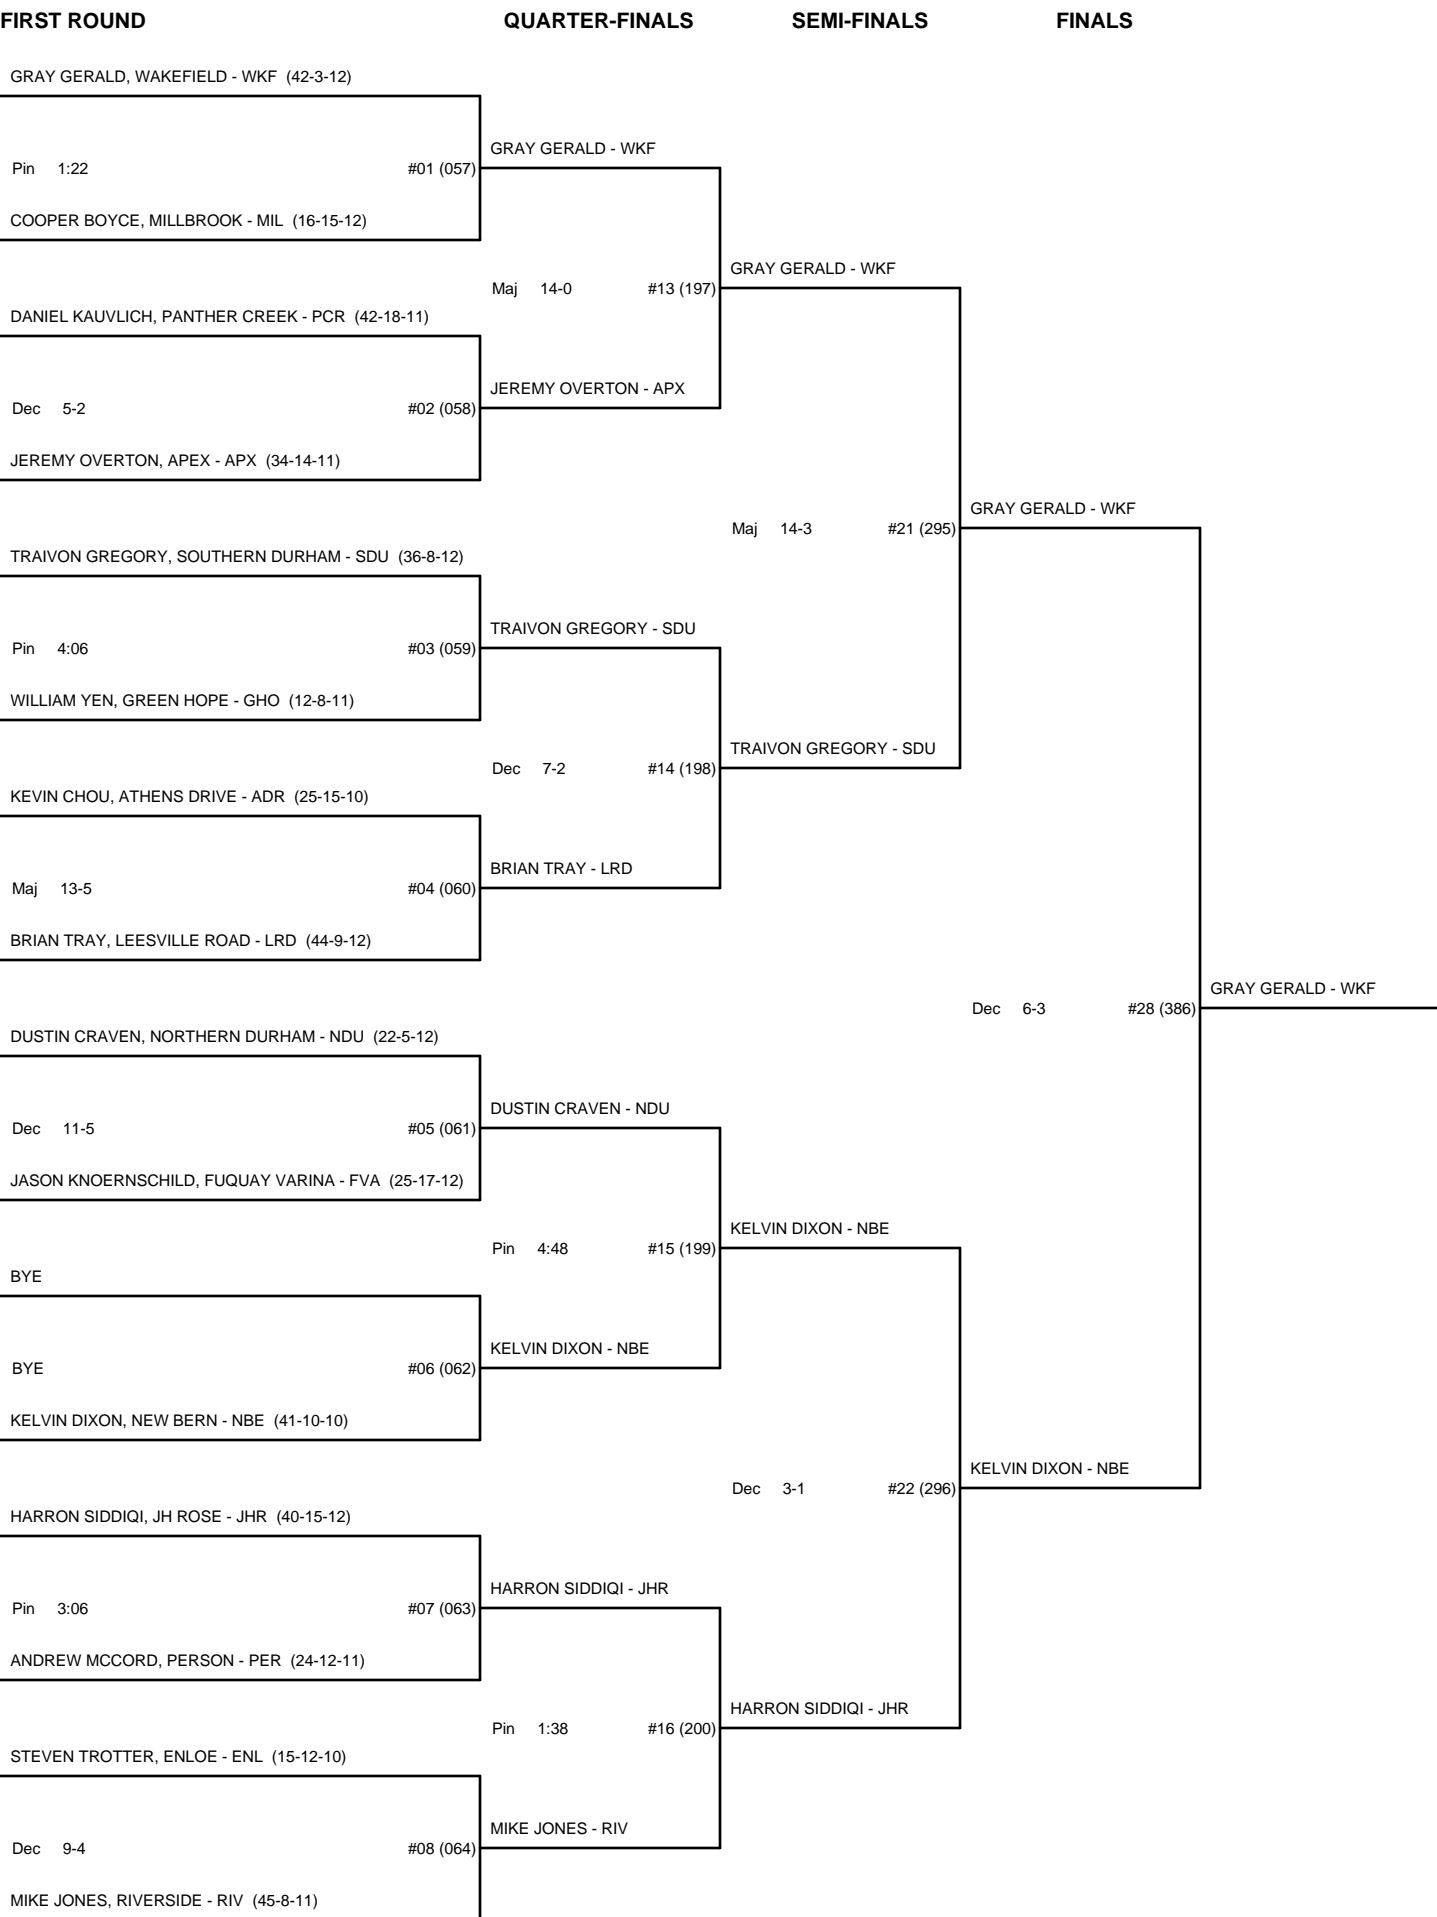 FIRST ROUND QUARTER-FINALS SEMI-FINALS FINALS
GRAY GERALD, WAKEFIELD - WKF (42-3-12)
GRAY GERALD - WKF
Pin 1:22 #01 (057)
COOPER BOYCE, MILLBROOK - MIL (16-15-12)
GRAY GERALD - WKF
Maj 14-0 #13 (197)
DANIEL KAUVLICH, PANTHER CREEK - PCR (42-18-11)
JEREMY OVERTON - APX
Dec 5-2 #02 (058)
JEREMY OVERTON, APEX - APX (34-14-11)
GRAY GERALD - WKF
Maj 14-3 #21 (295)
TRAIVON GREGORY, SOUTHERN DURHAM - SDU (36-8-12)
TRAIVON GREGORY - SDU
Pin 4:06 #03 (059)
WILLIAM YEN, GREEN HOPE - GHO (12-8-11)
TRAIVON GREGORY - SDU
Dec 7-2 #14 (198)
KEVIN CHOU, ATHENS DRIVE - ADR (25-15-10)
BRIAN TRAY - LRD
Maj 13-5 #04 (060)
BRIAN TRAY, LEESVILLE ROAD - LRD (44-9-12)
GRAY GERALD - WKF
Dec 6-3 #28 (386)
DUSTIN CRAVEN, NORTHERN DURHAM - NDU (22-5-12)
DUSTIN CRAVEN - NDU
Dec 11-5 #05 (061)
JASON KNOERNSCHILD, FUQUAY VARINA - FVA (25-17-12)
KELVIN DIXON - NBE
Pin 4:48 #15 (199)
BYE
KELVIN DIXON - NBE
BYE #06 (062)
KELVIN DIXON, NEW BERN - NBE (41-10-10)
KELVIN DIXON - NBE
Dec 3-1 #22 (296)
HARRON SIDDIQI, JH ROSE - JHR (40-15-12)
HARRON SIDDIQI - JHR
Pin 3:06 #07 (063)
ANDREW MCCORD, PERSON - PER (24-12-11)
HARRON SIDDIQI - JHR
Pin 1:38 #16 (200)
STEVEN TROTTER, ENLOE - ENL (15-12-10)
MIKE JONES - RIV
Dec 9-4 #08 (064)
MIKE JONES, RIVERSIDE - RIV (45-8-11)